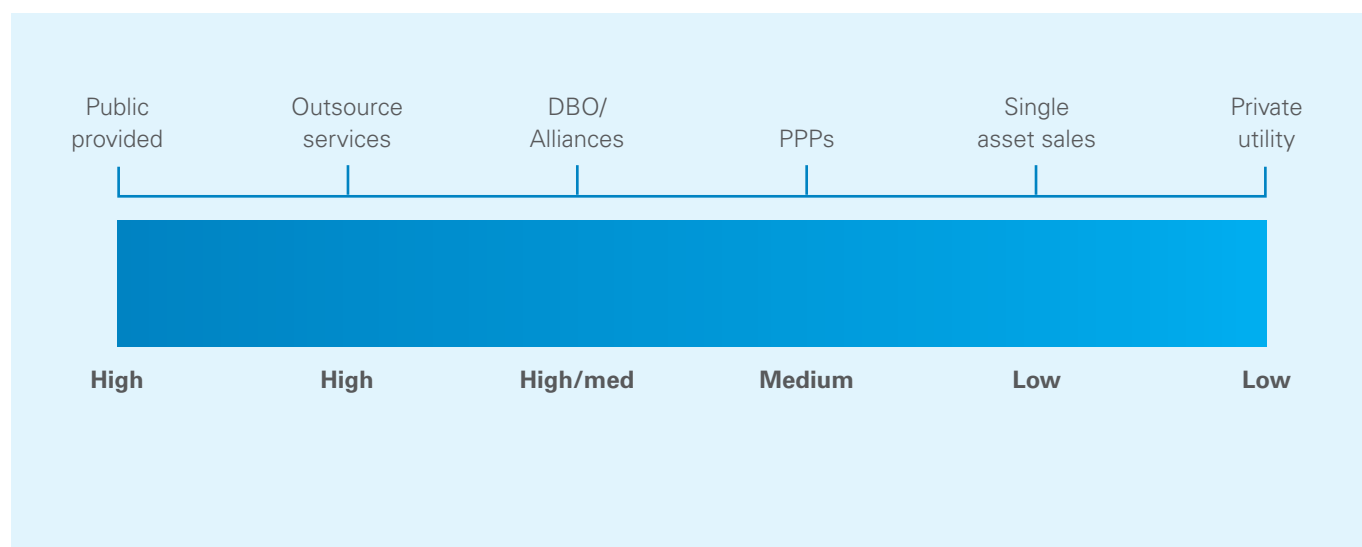 Public
provided
Outsource
services
DBO/
Alliances
PPPs
Single
asset sales
Private
utility
High
High
High/med
Medium
Low
Low